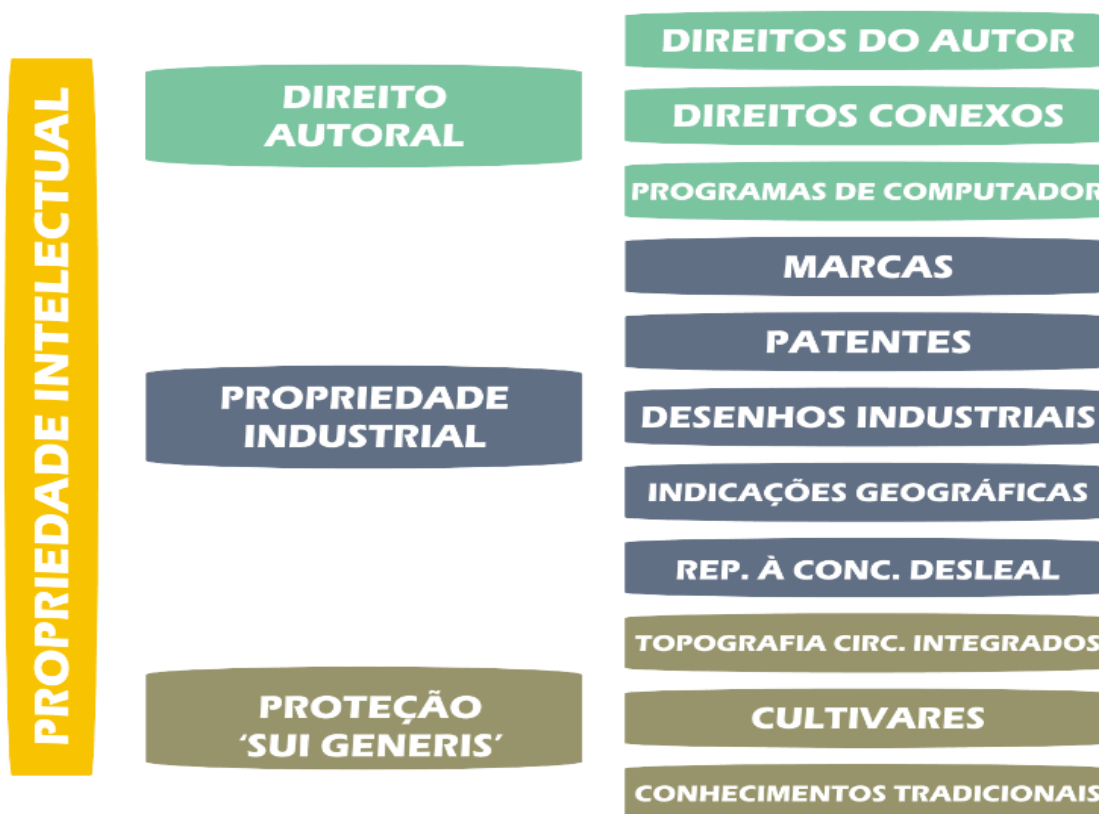 PROPRIEDADE INTELECTUAL
DIREITO
AUTORAL
DIREITOS DO AUTOR
DIREITOS CONEXOS
PROGRAMAS DE COMPUTADOR
PROPRIEDADE
INDUSTRIAL
MARCAS
PATENTES
DESENHOS INDUSTRIAIS
INDICAÇÕES GEOGRÁFICAS
REP. À CONC. DESLEAL
PROTEÇÃO
‘SUI GENERIS’
TOPOGRAFIA CIRC. INTEGRADOS
CULTIVARES
CONHECIMENTOS TRADICIONAIS